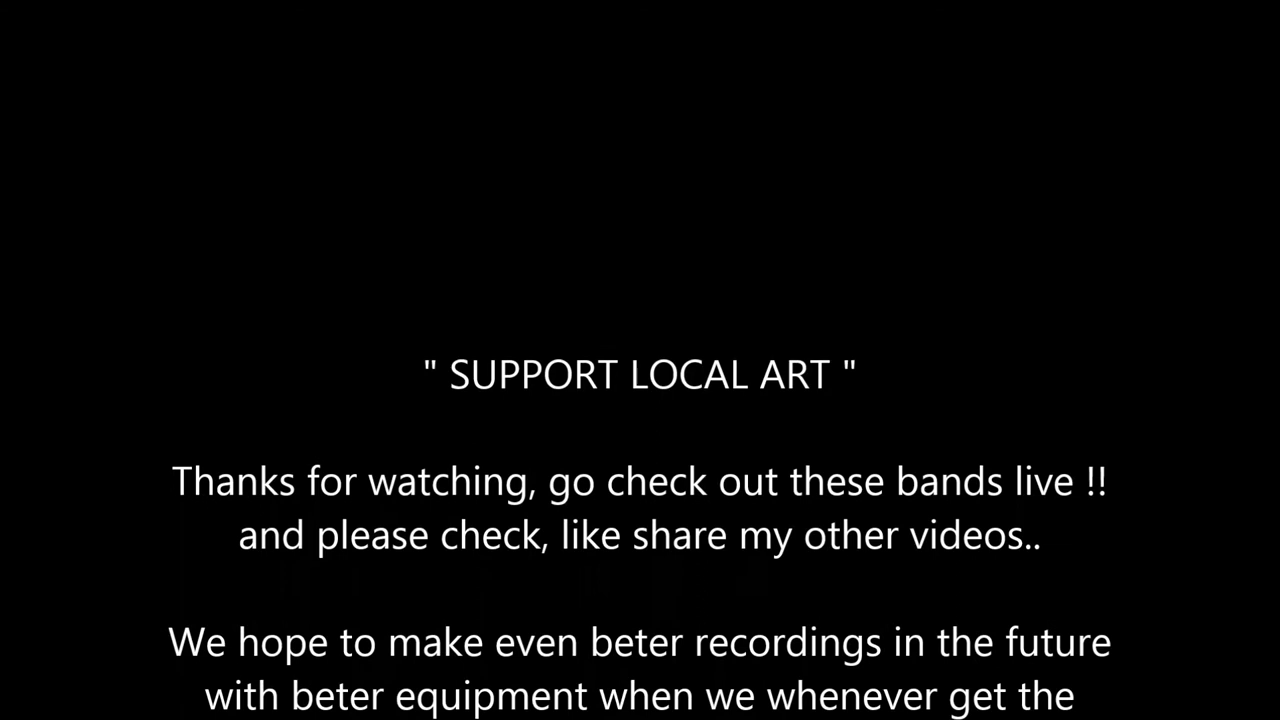 " SUPPORT LOCAL ART "
Thanks for watching, go check out these bands live !!
and please check, like share my other videos..
We hope to make even beter recordings in the future
with beter equipment when we whenever get the